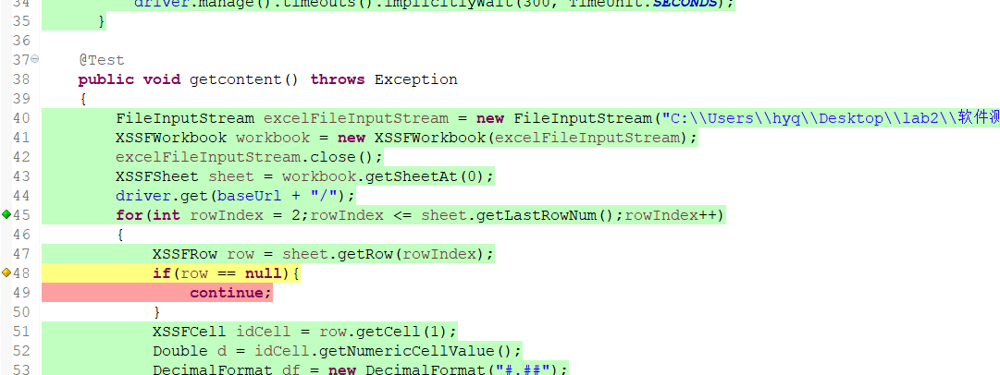 34 driver.manage().timeouts().implicitlyWait(300, TimeUnit.SECONDS);
35 }
36
37 @Test
38 public void getcontent() throws Exception
39 {
40 FileInputStream excelFileInputStream = new FileInputStream("C:\\Users\\hyq\\Desktop\\lab2\\软件测
41 XSSFWorkbook workbook = new XSSFWorkbook(excelFileInputStream);
42 excelFileInputStream.close();
43 XSSFSheet sheet = workbook.getSheetAt(0);
44 driver.get(baseUrl + "/");
45 for(int rowIndex = 2;rowIndex <= sheet.getLastRowNum();rowIndex++)
46 {
47 XSSFRow row = sheet.getRow(rowIndex);
48 if(row == null){
49 continue;
50 }
51 XSSFCell idCell = row.getCell(1);
52 Double d = idCell.getNumericCellValue();
53 DecimalFormat df = new DecimalFormat("#.##");